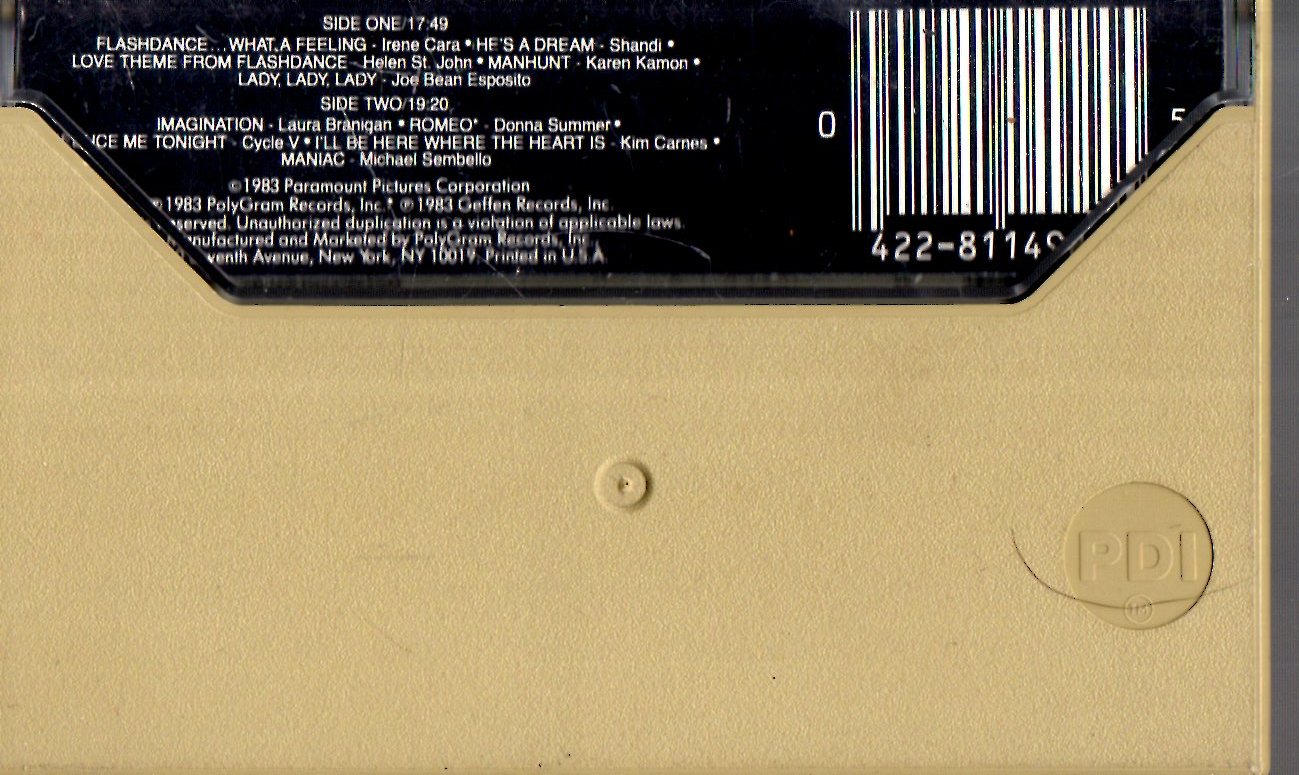 SIDE ONE/17:49
FLASHDANCE...WHAT A FEELING - Irene Cara • HE'S A DREAM - Shandi •
LOVE THEME FROM FLASHDANCE - Helen St. John • MANHUNT - Karen Kamon •
LADY, LADY, LADY - Joe Bean Esposito
SIDE TWO/19:20
IMAGINATION - Laura Branigan • ROMEO* - Donna Summer •
NCE ME TONIGHT - Cycle V • I'LL BE HERE WHERE THE HEART IS - Kim Carnes •
MANIAC - Michael Sembello
©1983 Paramount Pictures Corporation
℗1983 PolyGram Records, Inc.* ℗1983 Geffen Records, Inc.
served. Unauthorized duplication is a violation of applicable laws.
nufactured and Marketed by PolyGram Records, Inc.,
venth Avenue, New York, NY 10019. Printed in U.S.A.
0
5
422-81149
PDI